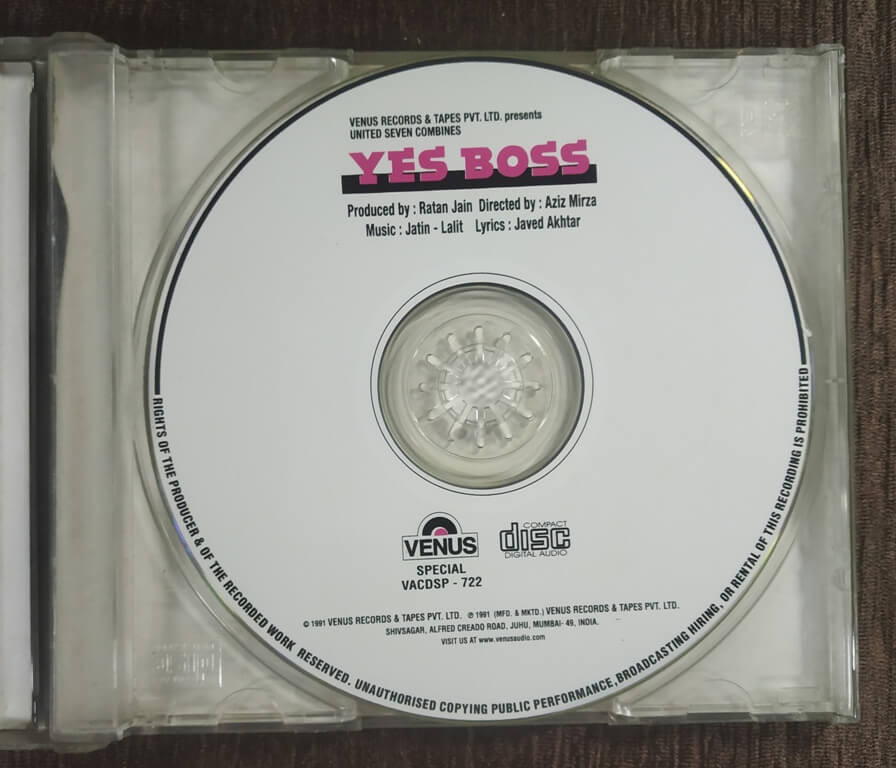 VENUS RECORDS & TAPES PVT. LTD. presents
UNITED SEVEN COMBINES
YES BOSS
Produced by : Ratan Jain Directed by : Aziz Mirza
Music : Jatin - Lalit Lyrics : Javed Akhtar
VENUS
COMPACT
disc
DIGITAL AUDIO
SPECIAL
VACDSP - 722
© 1991 VENUS RECORDS & TAPES PVT. LTD. ℗ 1991 (MFD. & MKTD.) VENUS RECORDS & TAPES PVT. LTD.
SHIVSAGAR, ALFRED CREADO ROAD, JUHU, MUMBAI- 49, INDIA.
VISIT US AT www.venusaudio.com
RIGHTS OF THE PRODUCER & OF THE RECORDED WORK RESERVED. UNAUTHORISED COPYING PUBLIC PERFORMANCE, BROADCASTING HIRING, OR RENTAL OF THIS RECORDING IS PROHIBITED